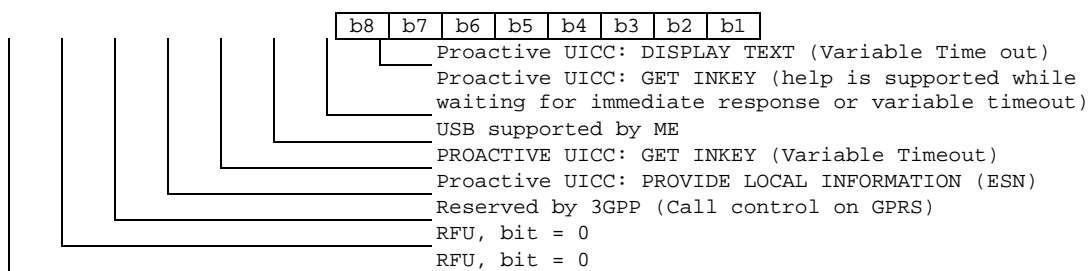 b8 b7 b6 b5 b4 b3 b2 b1
Proactive UICC: DISPLAY TEXT (Variable Time out)
Proactive UICC: GET INKEY (help is supported while
waiting for immediate response or variable timeout)
USB supported by ME
PROACTIVE UICC: GET INKEY (Variable Timeout)
Proactive UICC: PROVIDE LOCAL INFORMATION (ESN)
Reserved by 3GPP (Call control on GPRS)
RFU, bit = 0
RFU, bit = 0